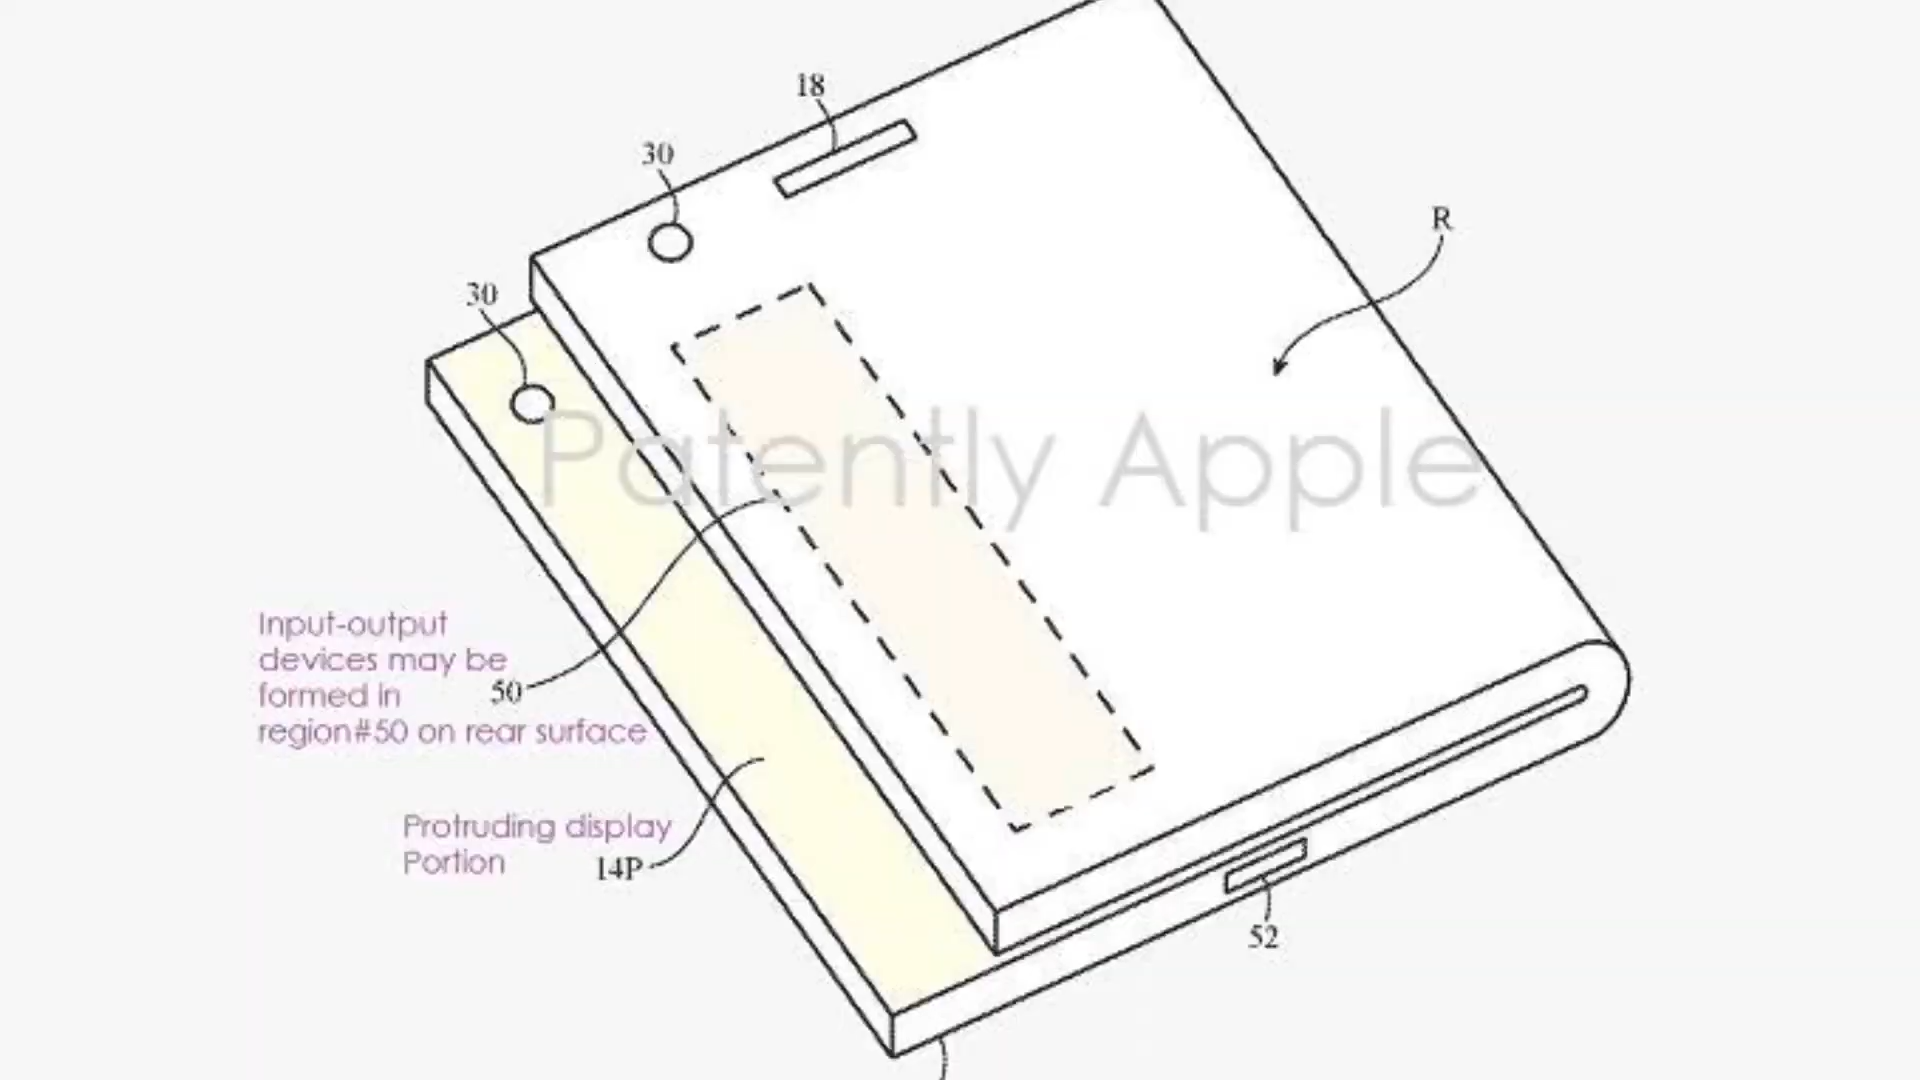 18
30
R
30
Patently Apple
Input-output
devices may be
formed in
50
region#50 on rear surface
Protruding display
Portion
14P
52